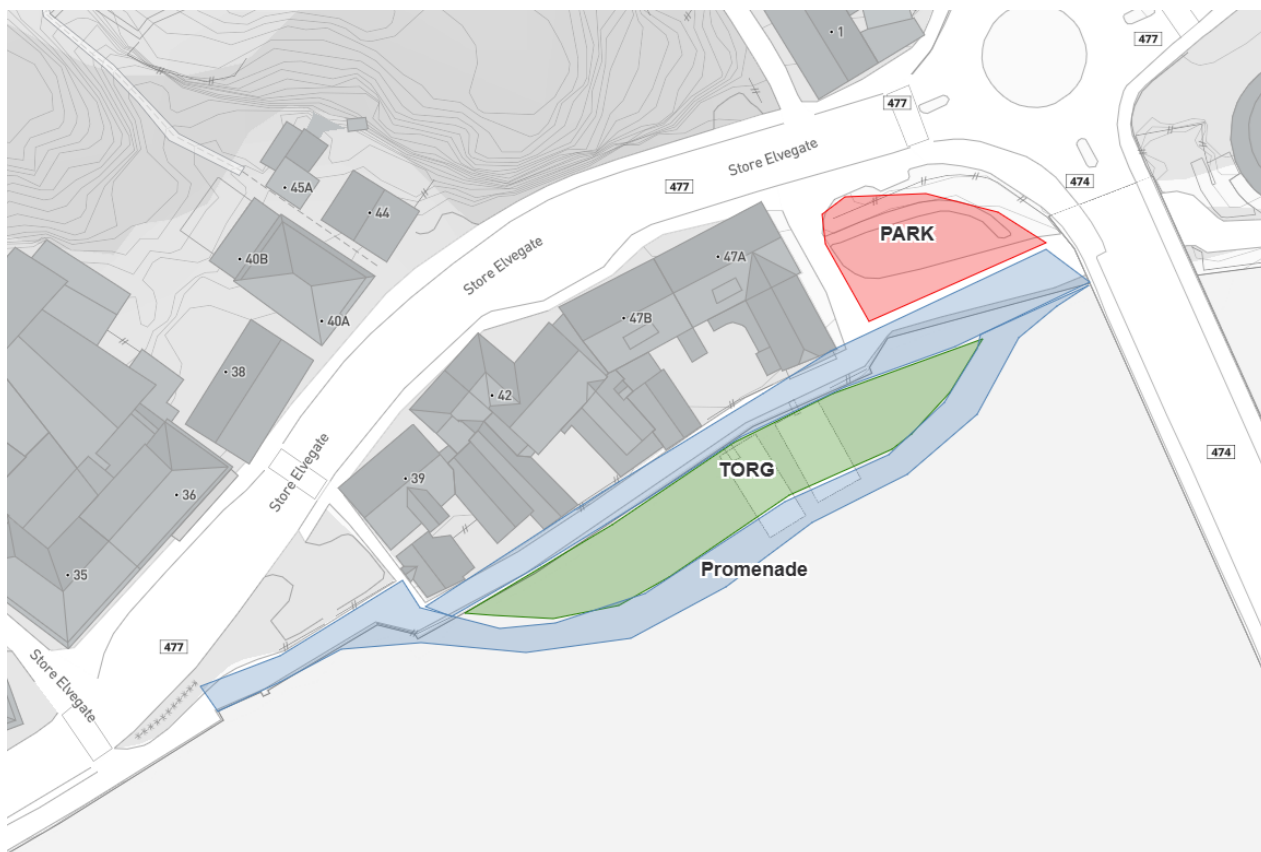 1
477
477
Store Elvegate
474
45A
477
44
PARK
40B
47A
Store Elvegate
40A
47B
38
42
474
TORG
Store Elvegate
39
36
Promenade
35
477
Store Elvegate